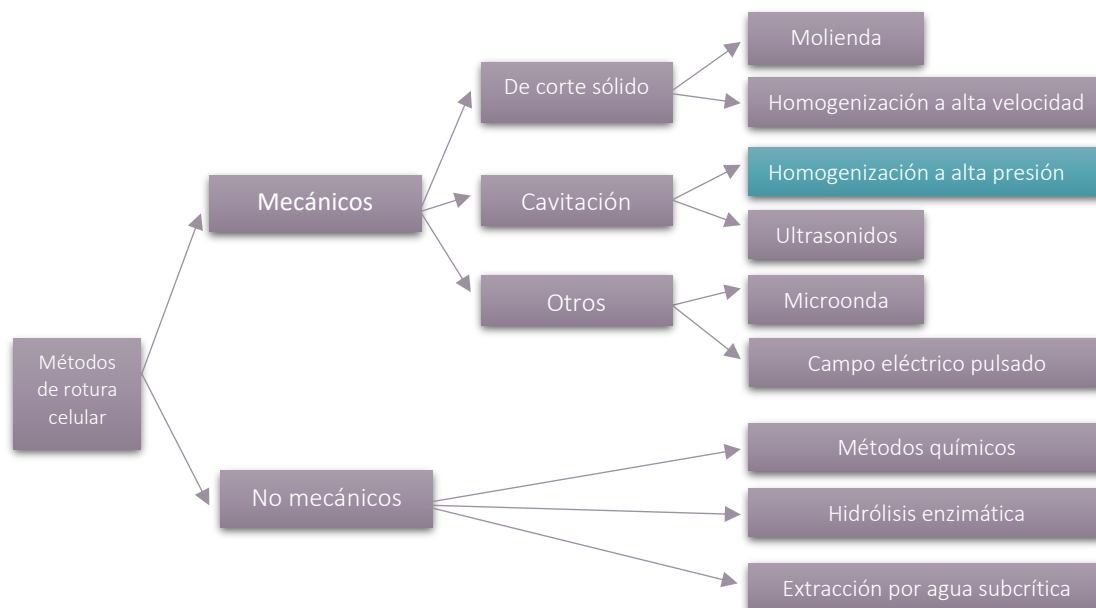 Molienda
De corte sólido
Homogenización a alta velocidad
Homogenización a alta presión
Mecánicos
Cavitación
Ultrasonidos
Otros
Microonda
Campo eléctrico pulsado
Métodos
de rotura
celular
Métodos químicos
No mecánicos
Hidrólisis enzimática
Extracción por agua subcrítica